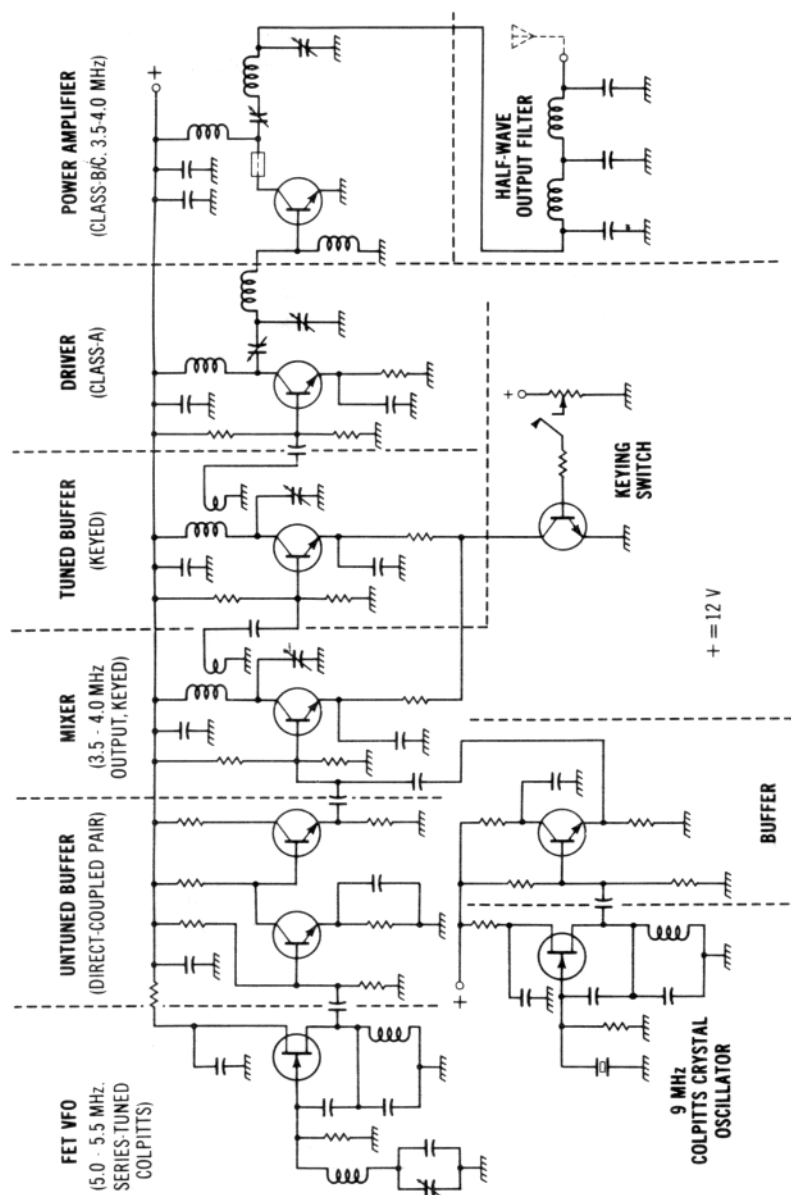 FET VFO
(5.0 - 5.5 MHz.
SERIES-TUNED
COLPITTS)
UNTUNED BUFFER
(DIRECT-COUPLED PAIR)
MIXER
(3.5 - 4.0 MHz
OUTPUT, KEYED)
TUNED BUFFER
(KEYED)
DRIVER
(CLASS-A)
POWER AMPLIFIER
(CLASS-B/C. 3.5-4.0 MHz)
+
HALF-WAVE
OUTPUT FILTER
+
+
KEYING
SWITCH
9 MHz
COLPITTS CRYSTAL
OSCILLATOR
BUFFER
+ = 12 V